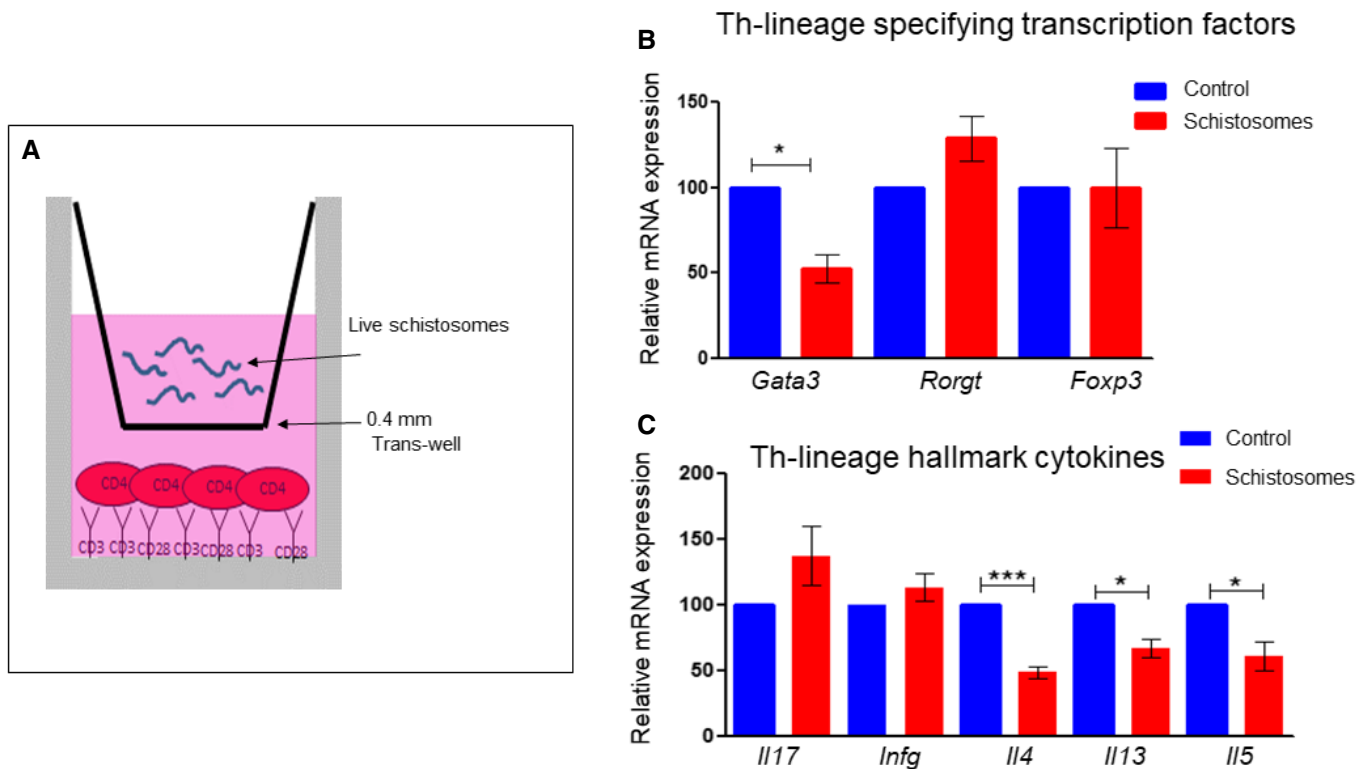 A
Live schistosomes
0.4 mm
Trans-well
CD4 CD4 CD4 CD4
CD3 CD3 CD28 CD3 CD28 CD3 CD28
B
Th-lineage specifying transcription factors
Control
Schistosomes
Relative mRNA expression
150
100
50
0
*
Gata3 Rorgt Foxp3
C
Th-lineage hallmark cytokines
Control
Schistosomes
Relative mRNA expression
200
150
100
50
0
*** * *
Il17 Infg Il4 Il13 Il5